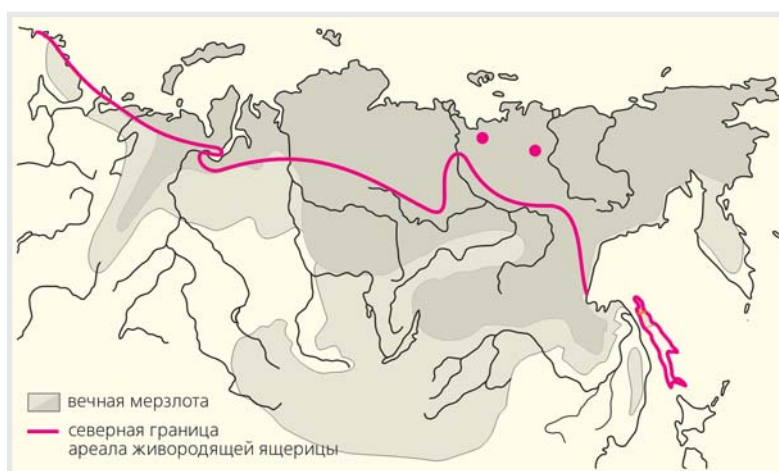 вечная мерзлота
северная граница
ареала живородящей ящерицы